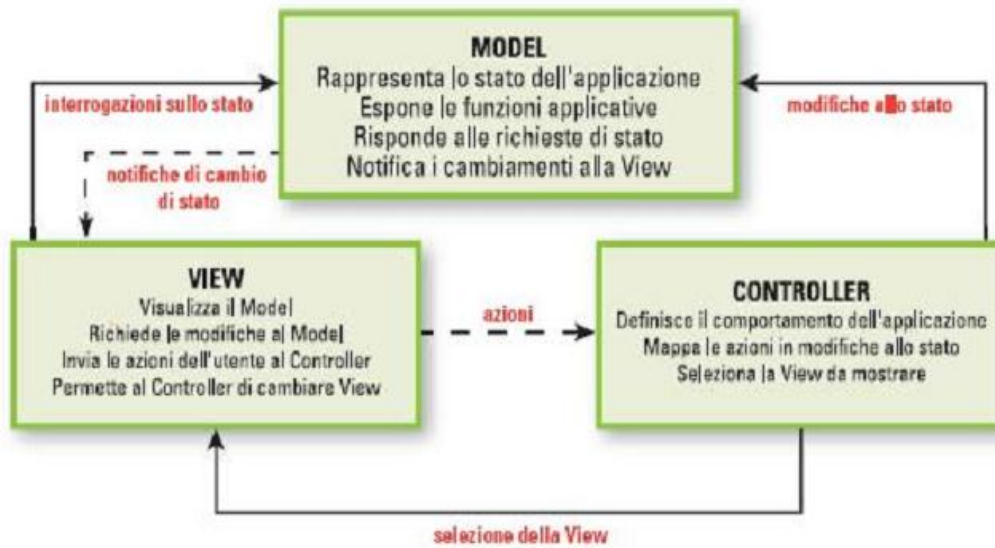 MODEL
Rappresenta lo stato dell'applicazione
Espone le funzioni applicative
Risponde alle richieste di stato
Notifica i cambiamenti alla View
interrogazioni sullo stato
modifiche allo stato
notifiche di cambio
di stato
VIEW
Visualizza il Model
Richiede le modifiche al Model
Invia le azioni dell'utente al Controller
Permette al Controller di cambiare View
azioni
CONTROLLER
Definisce il comportamento dell'applicazione
Mappa le azioni in modifiche allo stato
Seleziona la View da mostrare
selezione della View